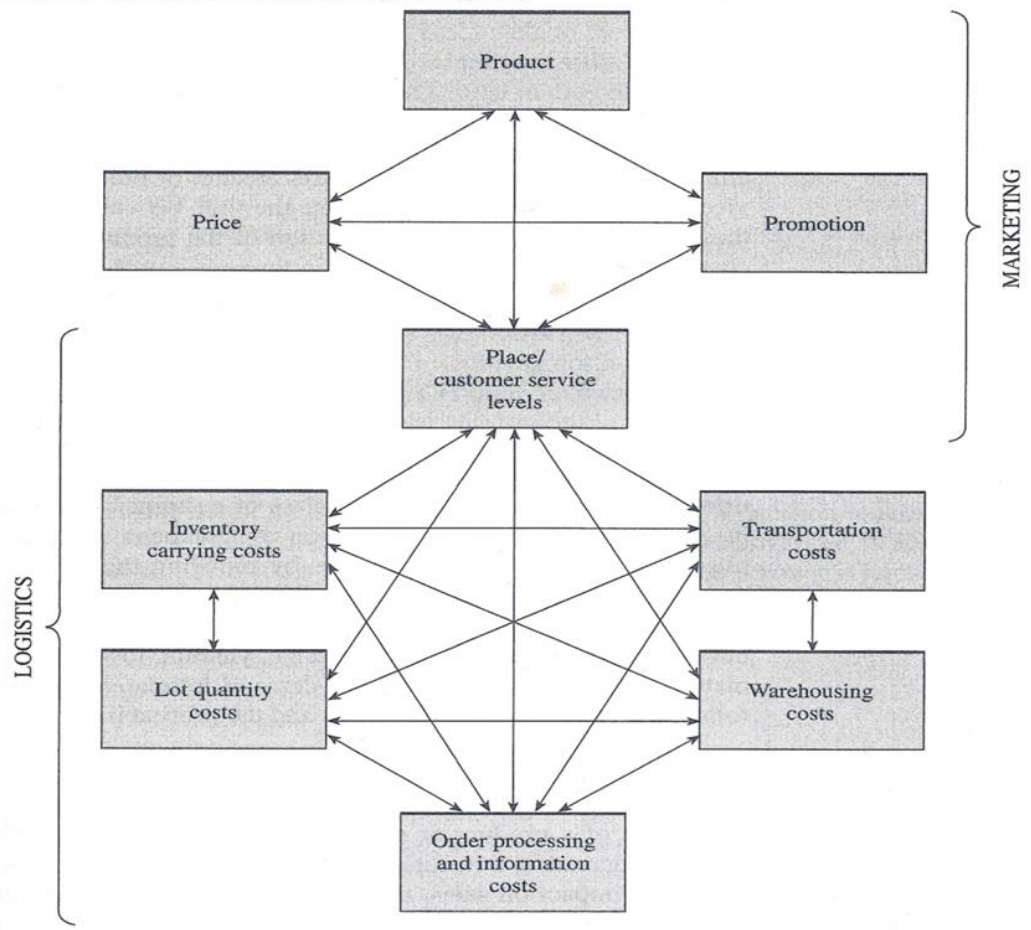 Product
Price
Promotion
MARKETING
Place/
customer service
levels
Inventory
carrying costs
Transportation
costs
LOGISTICS
Lot quantity
costs
Warehousing
costs
Order processing
and information
costs